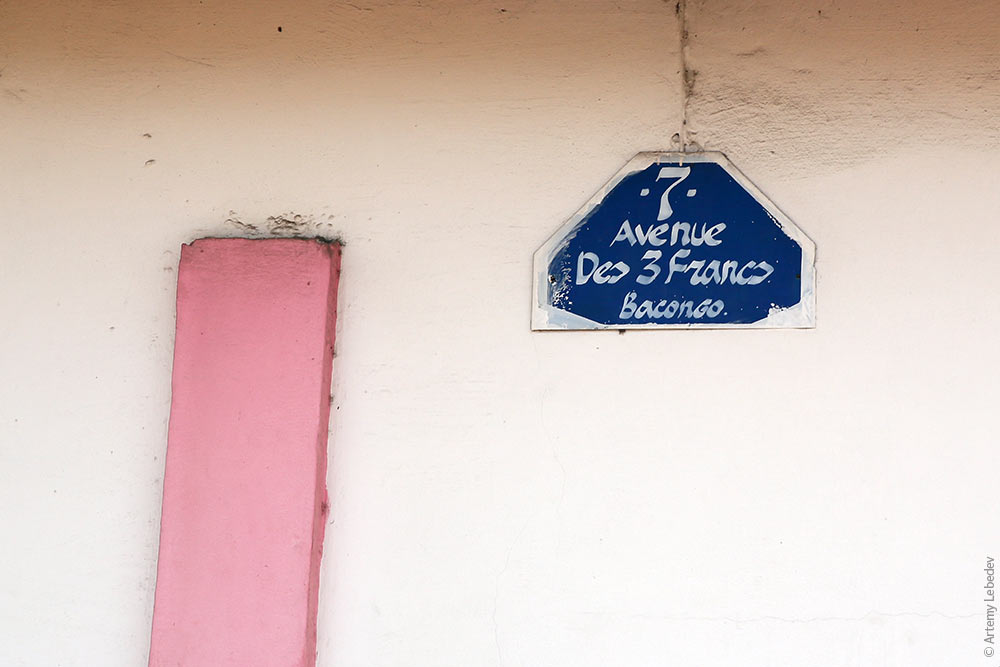 ·7·
Avenue
Des 3 Francs
Bacongo.
© Artemy Lebedev